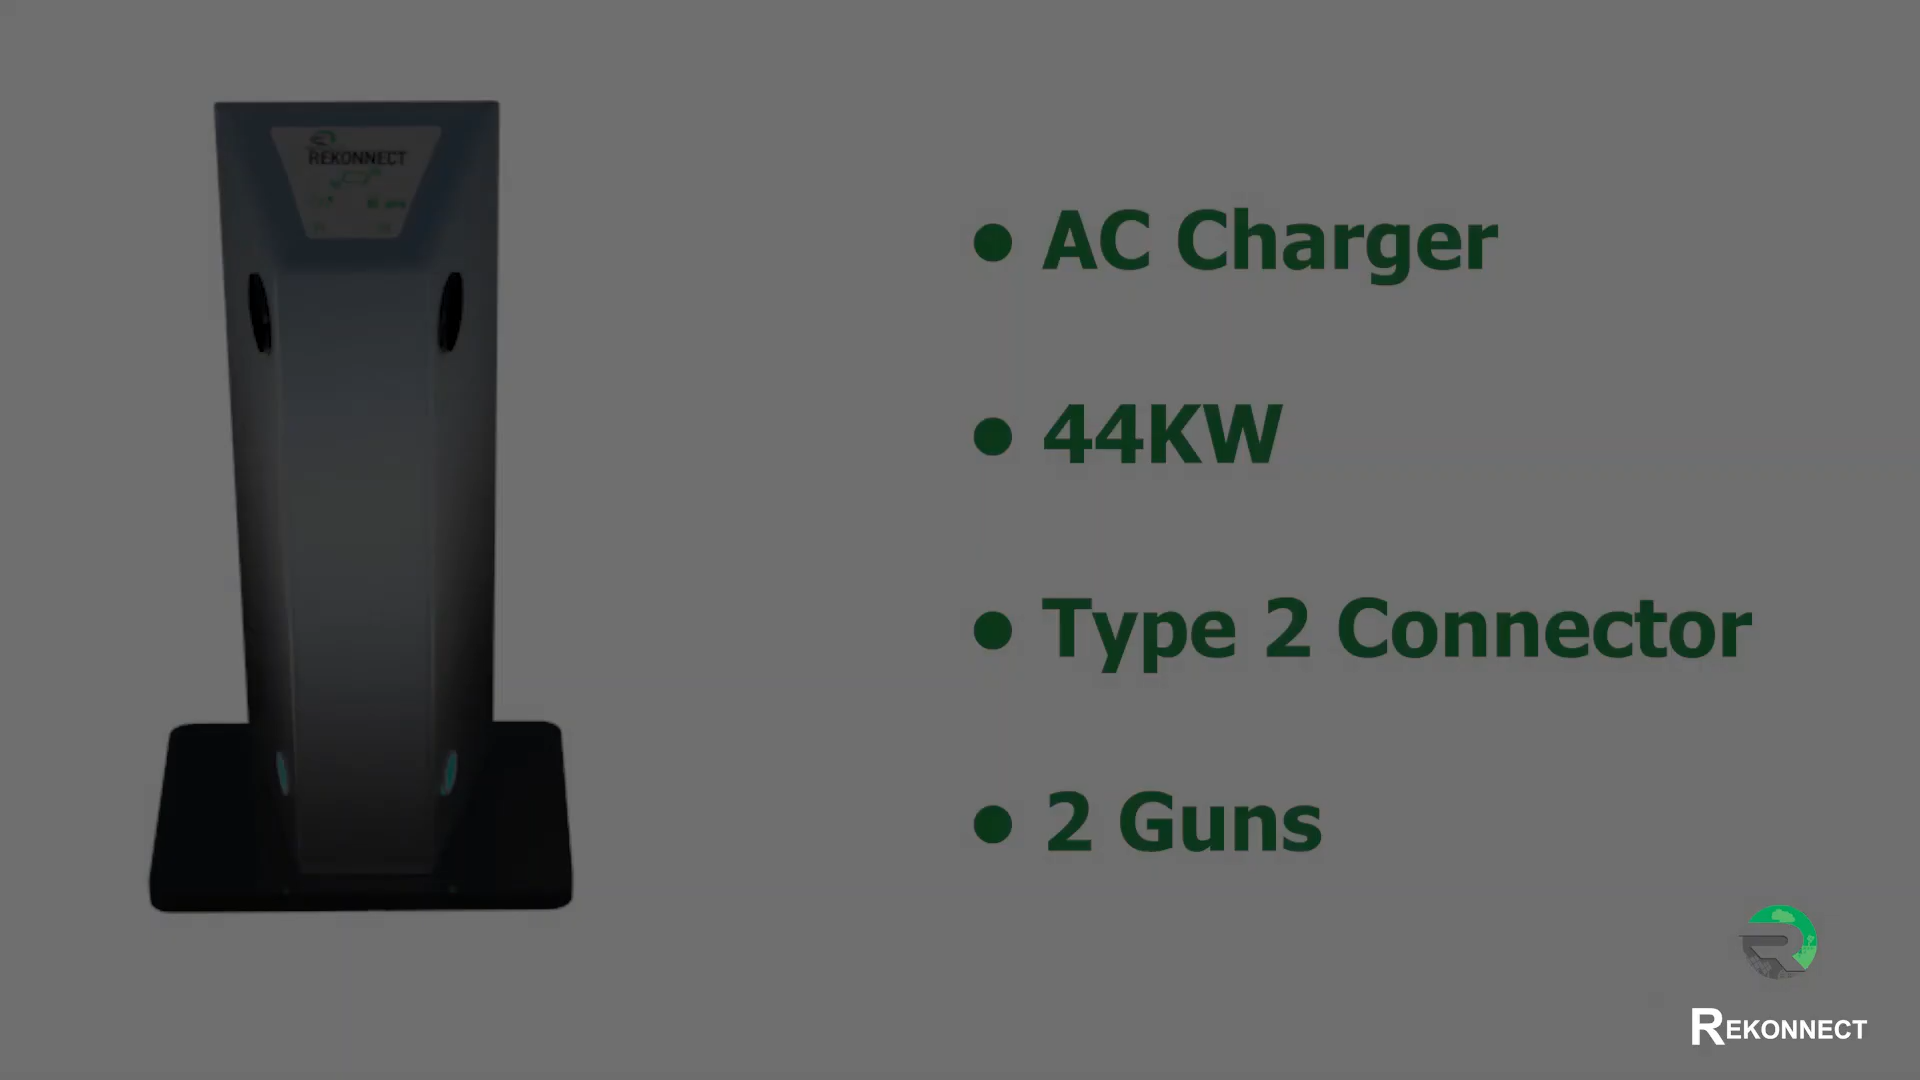 REKONNECT
• AC Charger
• 44KW
• Type 2 Connector
• 2 Guns
REKONNECT